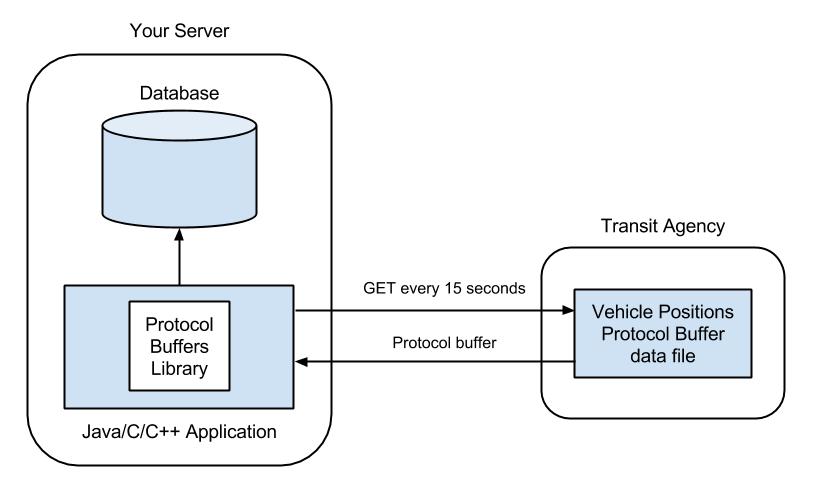 Your Server
Database
Transit Agency
GET every 15 seconds
Vehicle Positions
Protocol Buffer
data file
Protocol
Buffers
Library
Protocol buffer
Java/C/C++ Application